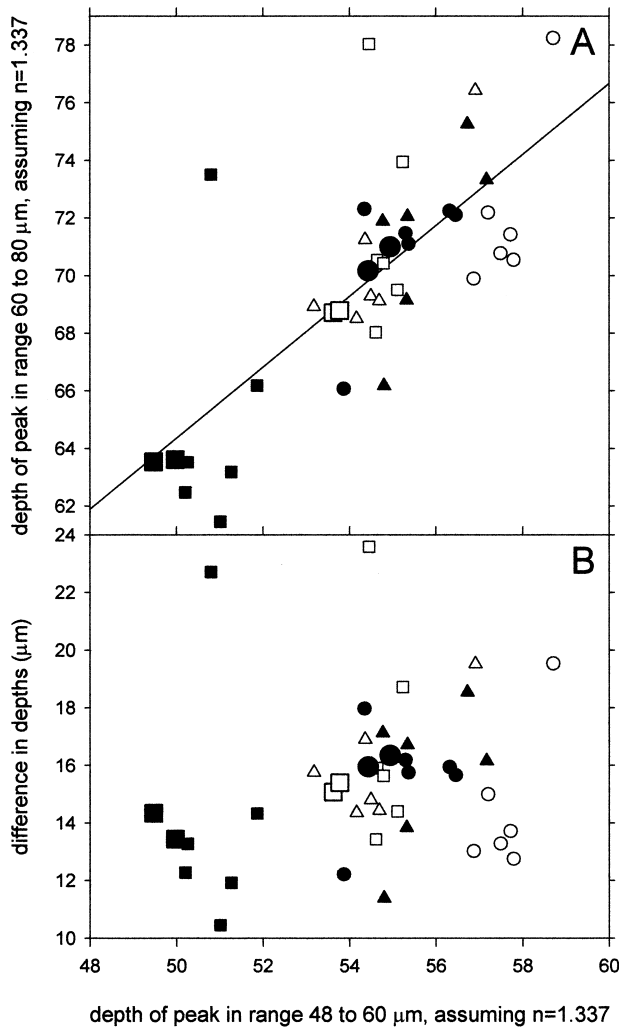 A
depth of peak in range 60 to 80 μm, assuming n=1.337
78
76
74
72
70
68
66
64
62
B
difference in depths (μm)
24
22
20
18
16
14
12
10
48 50 52 54 56 58 60
depth of peak in range 48 to 60 μm, assuming n=1.337